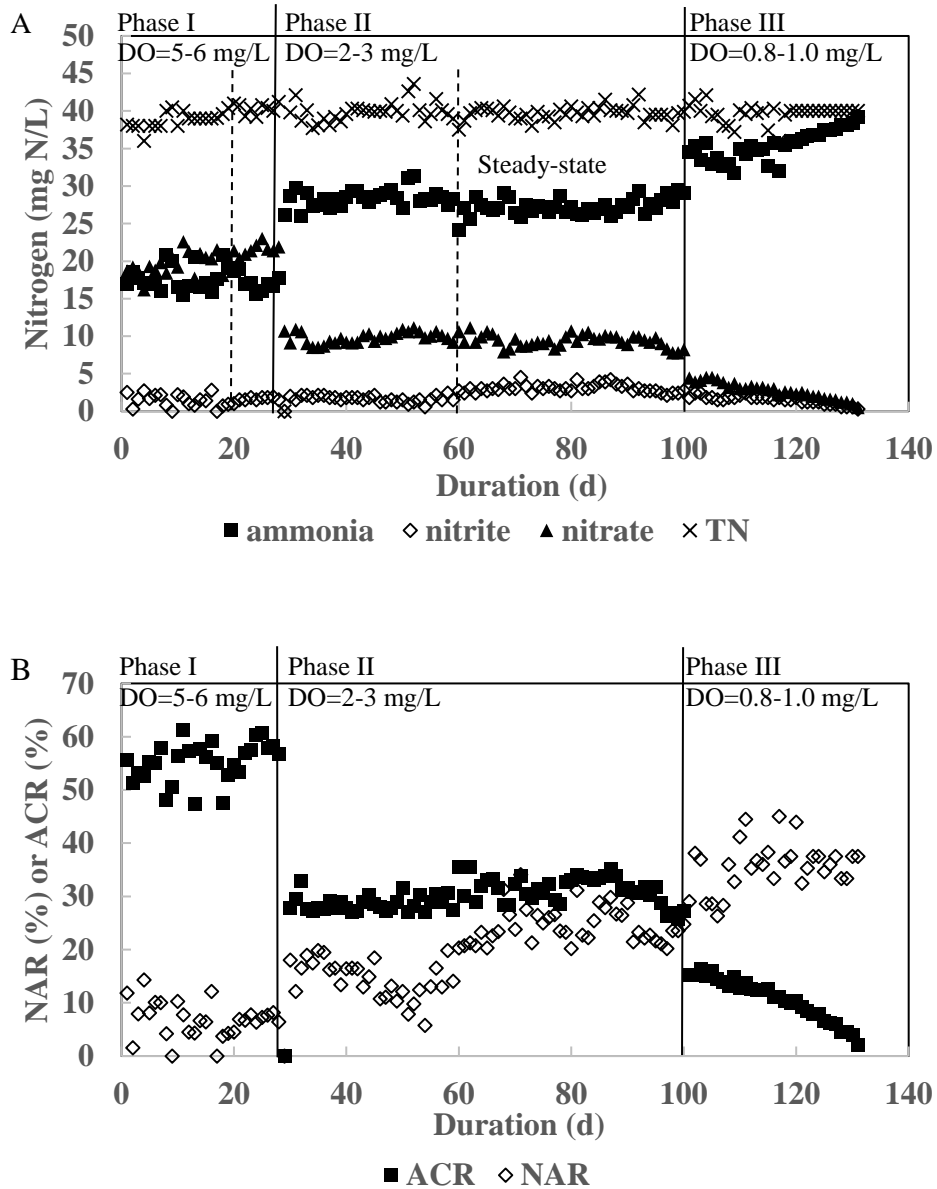 A
Phase I
Phase II
Phase III
DO=5-6 mg/L
DO=2-3 mg/L
DO=0.8-1.0 mg/L
50
45
40
35
30
25
20
15
10
5
0
Nitrogen (mg N/L)
Steady-state
0 20 40 60 80 100 120 140
Duration (d)
ammonia nitrite nitrate TN
B
Phase I
Phase II
Phase III
DO=5-6 mg/L
DO=2-3 mg/L
DO=0.8-1.0 mg/L
70
60
50
40
30
20
10
0
NAR (%) or ACR (%)
0 20 40 60 80 100 120 140
Duration (d)
ACR NAR